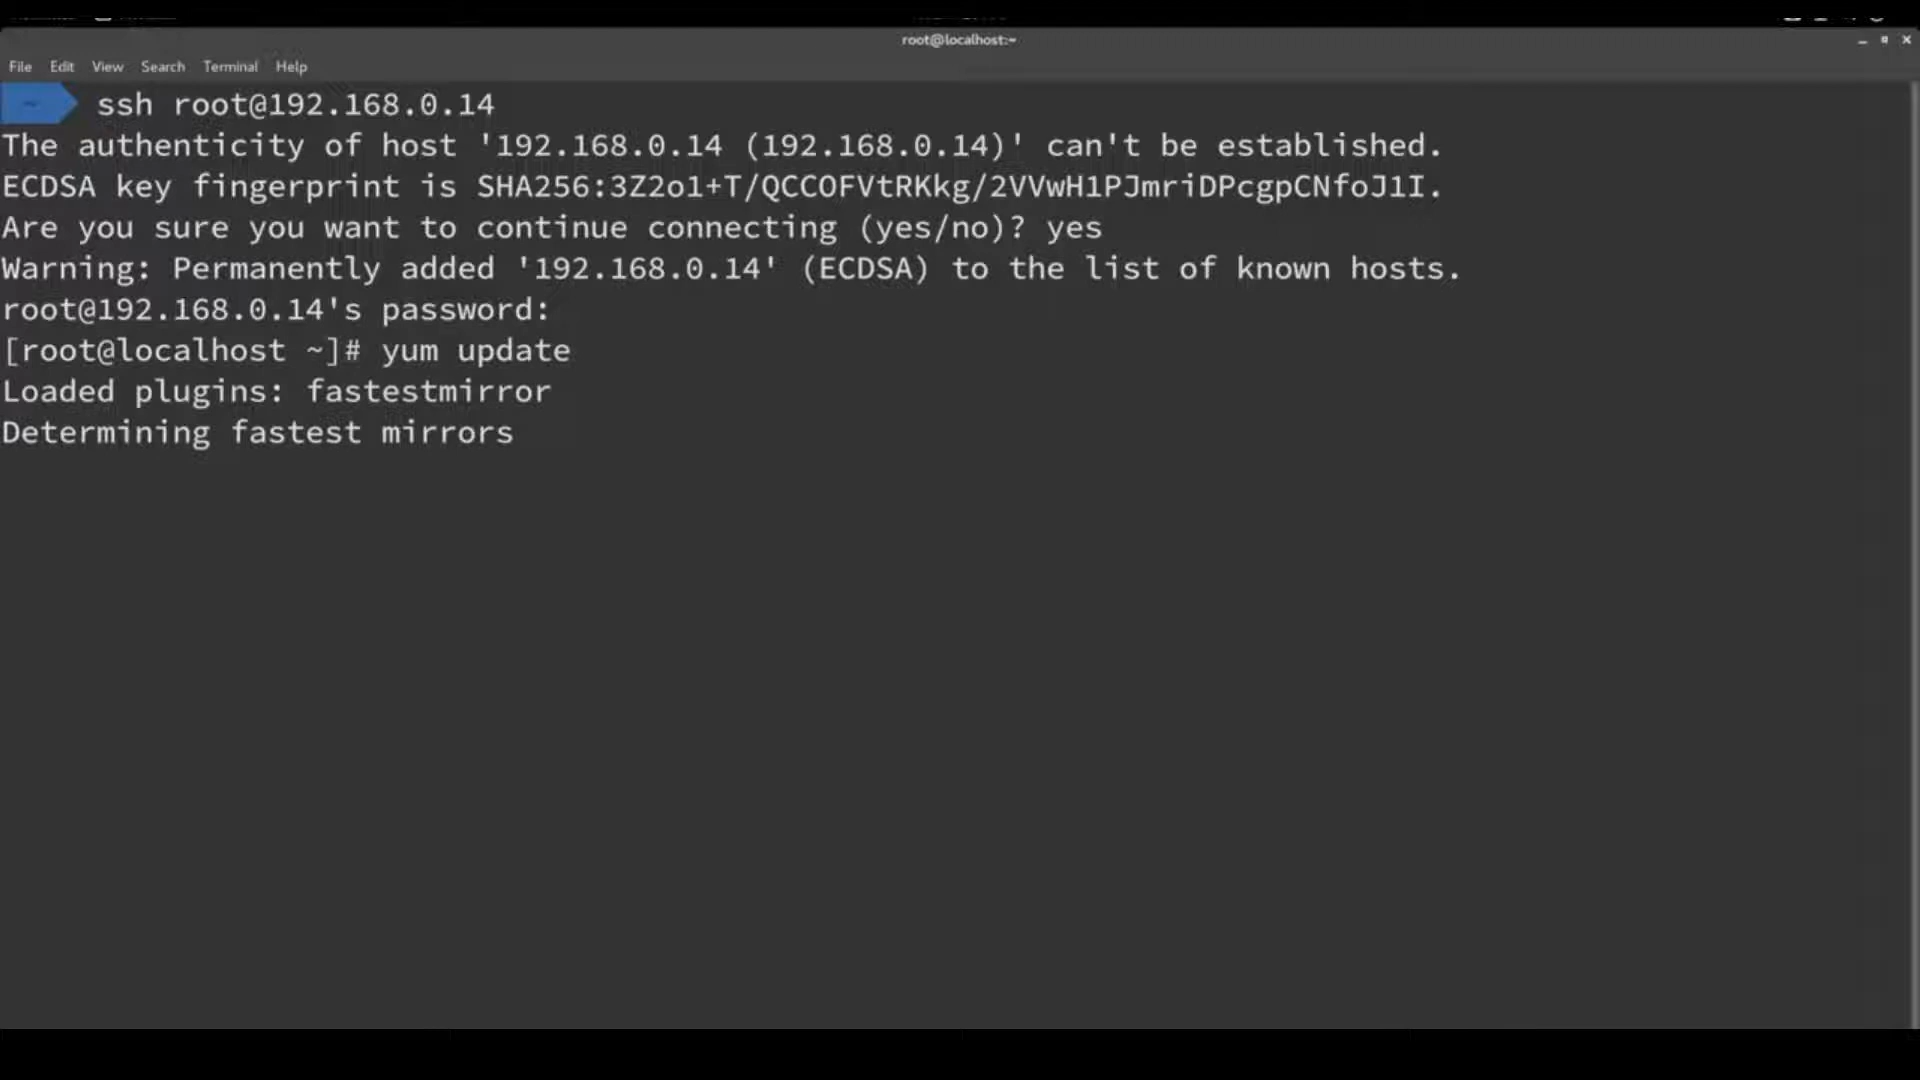 root@localhost:~
File Edit View Search Terminal Help
~ ssh root@192.168.0.14
The authenticity of host '192.168.0.14 (192.168.0.14)' can't be established.
ECDSA key fingerprint is SHA256:3Z2o1+T/QCCOFVtRKkg/2VVwH1PJmriDPcgpCNfoJ1I.
Are you sure you want to continue connecting (yes/no)? yes
Warning: Permanently added '192.168.0.14' (ECDSA) to the list of known hosts.
root@192.168.0.14's password:
[root@localhost ~]# yum update
Loaded plugins: fastestmirror
Determining fastest mirrors